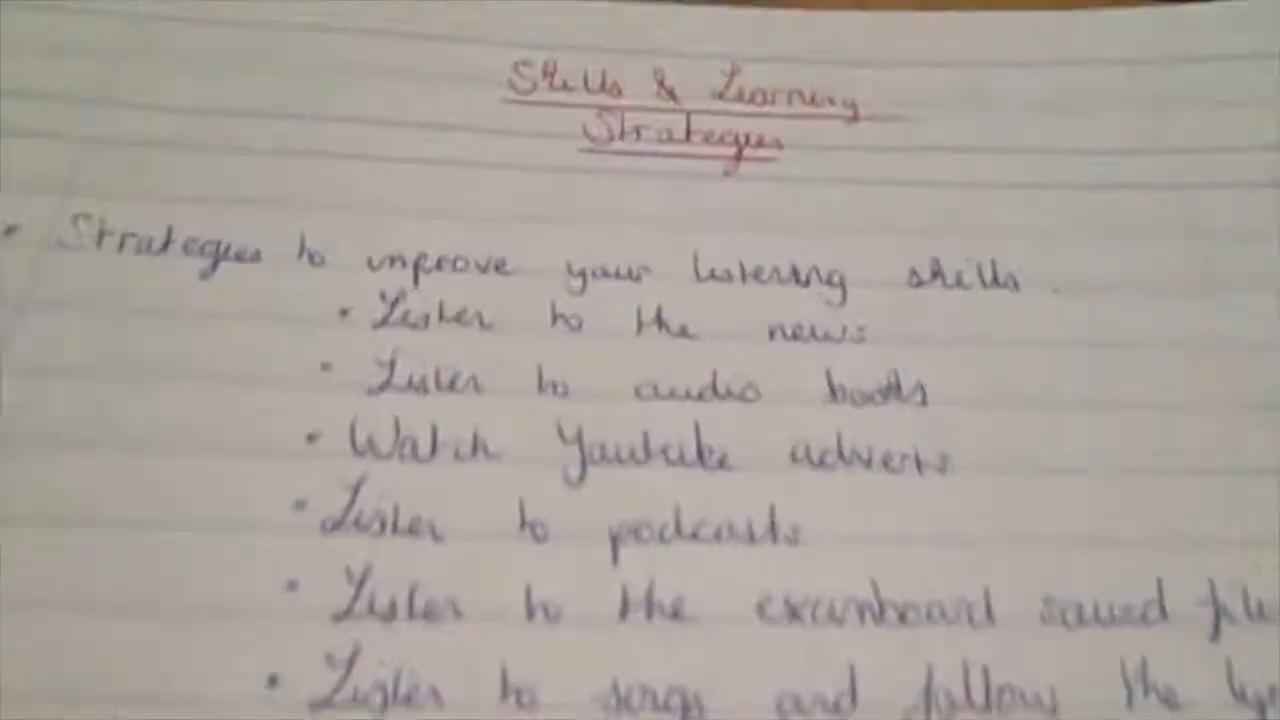 Skills & Learning
Strategies
• Strategies to improve your listening skills.
• Listen to the news
• Listen to audio books
• Watch Youtube adverts
• Listen to podcasts
• Listen to the examboard sound file
• Listen to songs and follow the